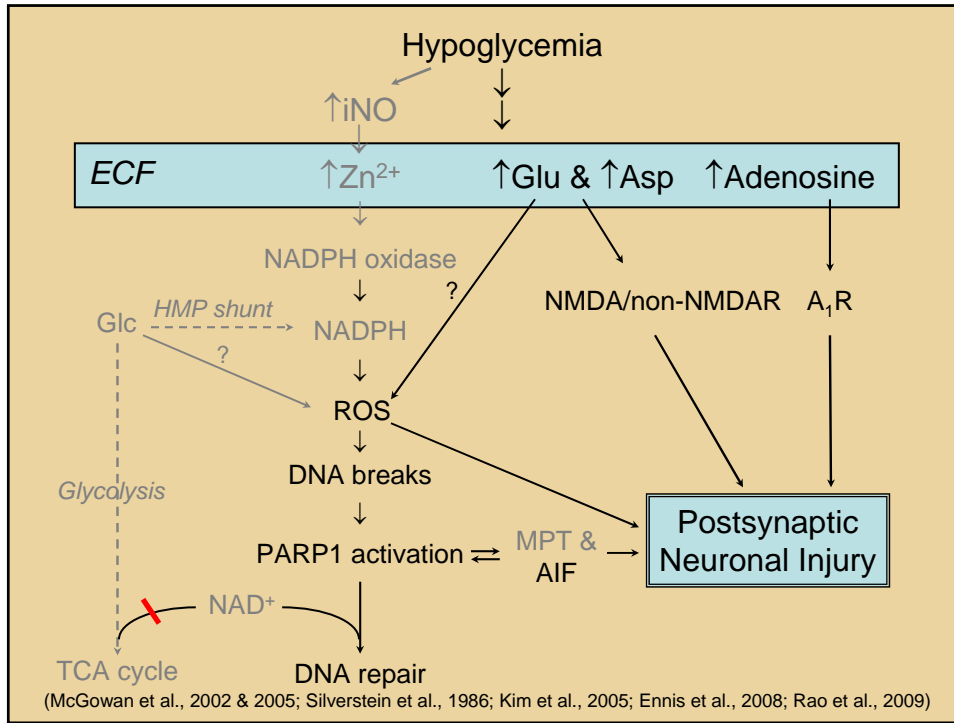 Hypoglycemia
↑iNO
ECF
↑Zn²⁺
↑Glu & ↑Asp
↑Adenosine
NADPH oxidase
?
NMDA/non-NMDAR
A₁R
Glc
HMP shunt
NADPH
?
ROS
DNA breaks
Glycolysis
PARP1 activation
MPT &
AIF
Postsynaptic
Neuronal Injury
NAD⁺
TCA cycle
DNA repair
(McGowan et al., 2002 & 2005; Silverstein et al., 1986; Kim et al., 2005; Ennis et al., 2008; Rao et al., 2009)